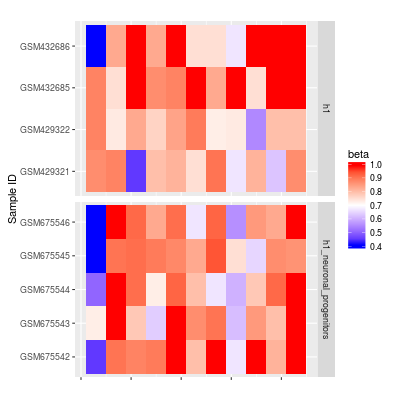 GSM432686
GSM432685
GSM429322
GSM429321
h1
GSM675546
GSM675545
GSM675544
GSM675543
GSM675542
h1_neuronal_progenitors
Sample ID
beta
1.0
0.9
0.8
0.7
0.6
0.5
0.4